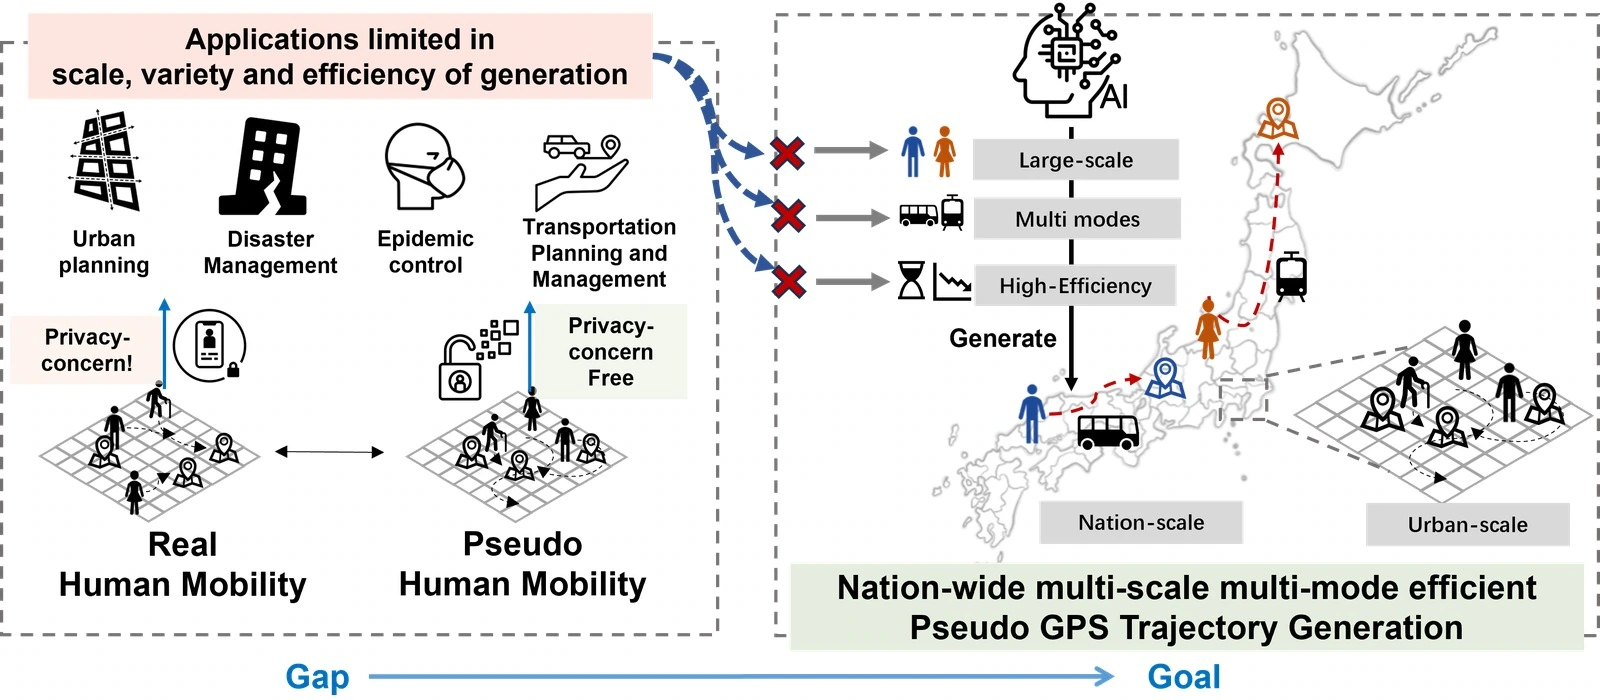 Applications limited in
scale, variety and efficiency of generation
Urban
planning
Disaster
Management
Epidemic
control
Transportation
Planning and
Management
Privacy-
concern!
Privacy-
concern
Free
Real
Human Mobility
Pseudo
Human Mobility
AI
Large-scale
Multi modes
High-Efficiency
Generate
Nation-scale
Urban-scale
Nation-wide multi-scale multi-mode efficient
Pseudo GPS Trajectory Generation
Gap
Goal